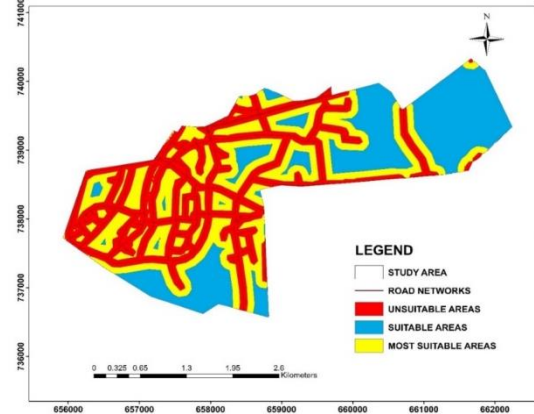 741000
740000
739000
738000
737000
736000
N
LEGEND
STUDY AREA
ROAD NETWORKS
UNSUITABLE AREAS
SUITABLE AREAS
MOST SUITABLE AREAS
0 0.325 0.65 1.3 1.95 2.6
Kilometers
656000 657000 658000 659000 660000 661000 662000